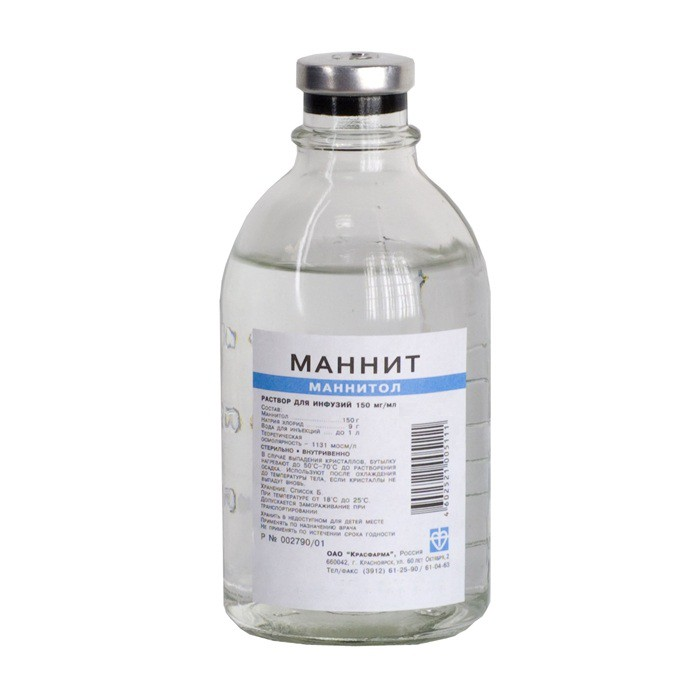 МАННИТ
МАННИТОЛ
РАСТВОР ДЛЯ ИНФУЗИЙ 150 мг/мл
СОСТАВ:
МАННИТОЛ 150 г
НАТРИЯ ХЛОРИД 9 г
ВОДА ДЛЯ ИНЪЕКЦИЙ до 1 л
ТЕОРЕТИЧЕСКАЯ
ОСМОЛЯРНОСТЬ - 1131 мОсм/л
СТЕРИЛЬНО • ВНУТРИВЕННО
В СЛУЧАЕ ВЫПАДЕНИЯ КРИСТАЛЛОВ, БУТЫЛКУ
НАГРЕВАЮТ ДО 50°С-70°С ДО РАСТВОРЕНИЯ
ОСАДКА. ИСПОЛЬЗУЮТ ПОСЛЕ ОХЛАЖДЕНИЯ
ДО ТЕМПЕРАТУРЫ ТЕЛА, ЕСЛИ КРИСТАЛЛЫ НЕ
ВЫПАДУТ ВНОВЬ.
ХРАНЕНИЕ. СПИСОК Б.
ПРИ ТЕМПЕРАТУРЕ ОТ 18°С ДО 25°С.
ДОПУСКАЕТСЯ ЗАМОРАЖИВАНИЕ ПРИ
ТРАНСПОРТИРОВАНИИ.
ХРАНИТЬ В НЕДОСТУПНОМ ДЛЯ ДЕТЕЙ МЕСТЕ
ПРИМЕНЯТЬ ПО НАЗНАЧЕНИЮ ВРАЧА
НЕ ПРИМЕНЯТЬ ПО ИСТЕЧЕНИИ СРОКА ГОДНОСТИ
Р № 002790/01
ОАО "КРАСФАРМА", РОССИЯ
660042, г. КРАСНОЯРСК, ул. 60 лет ОКТЯБРЯ, 2
ТЕЛ/ФАКС (3912) 61-25-90/ 61-04-83
4 602521 005111